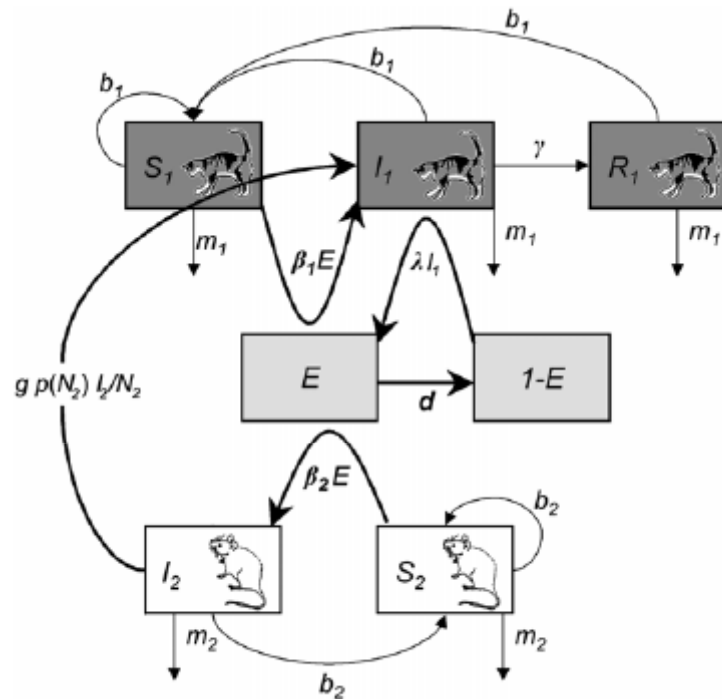 b₁
b₁
b₁
S₁
I₁
γ
R₁
m₁
β₁E
λI₁
m₁
m₁
E
d
1-E
g p(N₂) I₂/N₂
β₂E
b₂
I₂
S₂
m₂
b₂
m₂